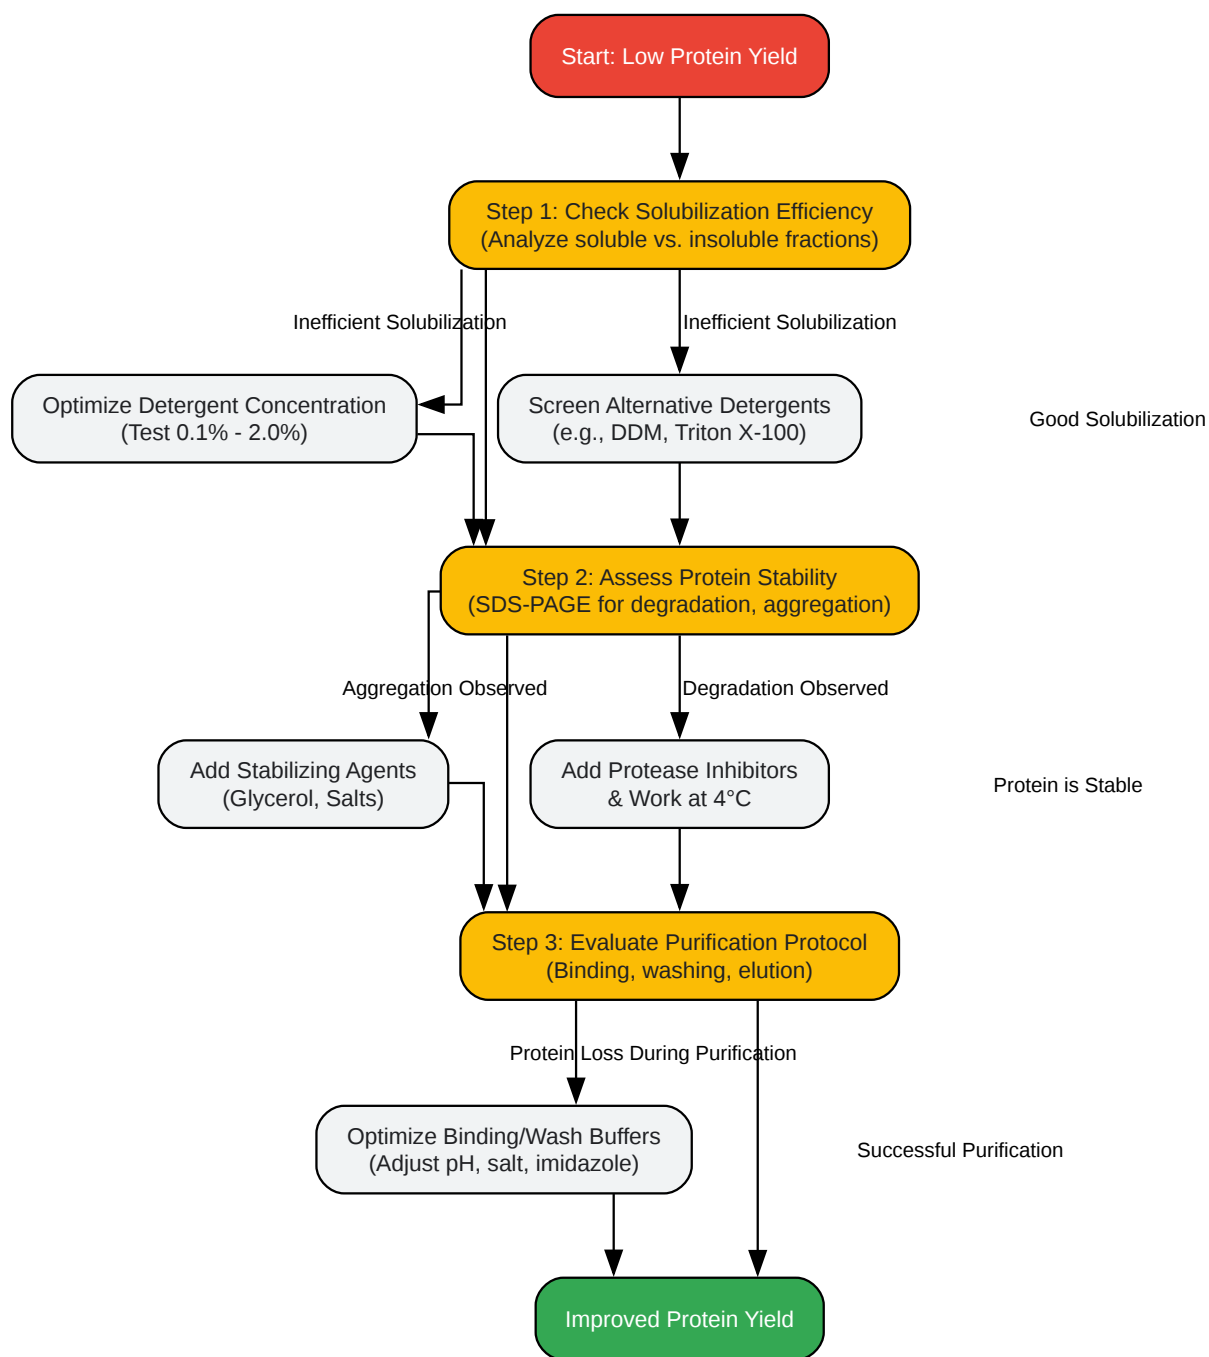 Start: Low Protein Yield
Step 1: Check Solubilization Efficiency
(Analyze soluble vs. insoluble fractions)
Inefficient Solubilization
Inefficient Solubilization
Optimize Detergent Concentration
(Test 0.1% - 2.0%)
Screen Alternative Detergents
(e.g., DDM, Triton X-100)
Good Solubilization
Step 2: Assess Protein Stability
(SDS-PAGE for degradation, aggregation)
Aggregation Observed
Degradation Observed
Add Stabilizing Agents
(Glycerol, Salts)
Add Protease Inhibitors
& Work at 4°C
Protein is Stable
Step 3: Evaluate Purification Protocol
(Binding, washing, elution)
Protein Loss During Purification
Optimize Binding/Wash Buffers
(Adjust pH, salt, imidazole)
Successful Purification
Improved Protein Yield